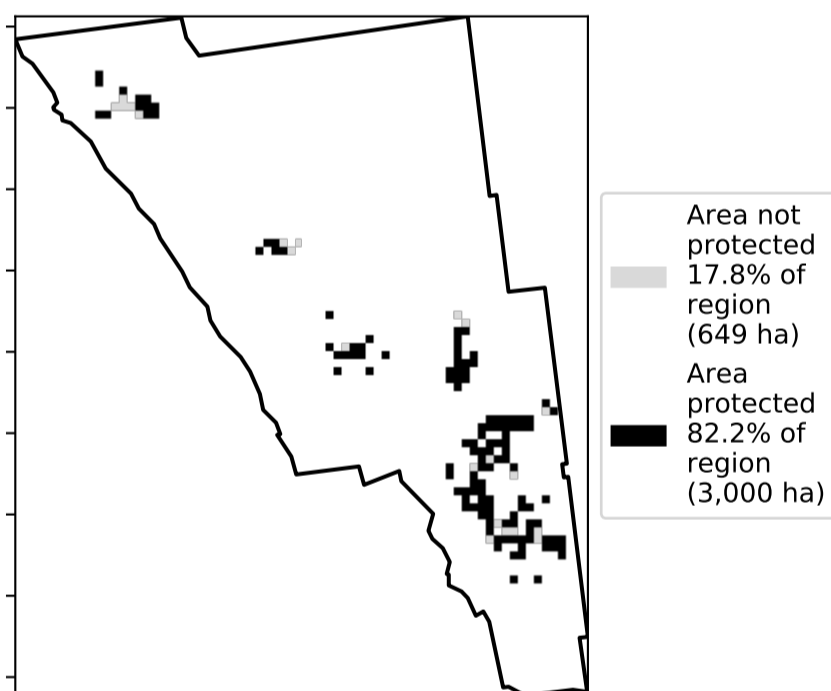 Area not
protected
17.8% of
region
(649 ha)
Area
protected
82.2% of
region
(3,000 ha)